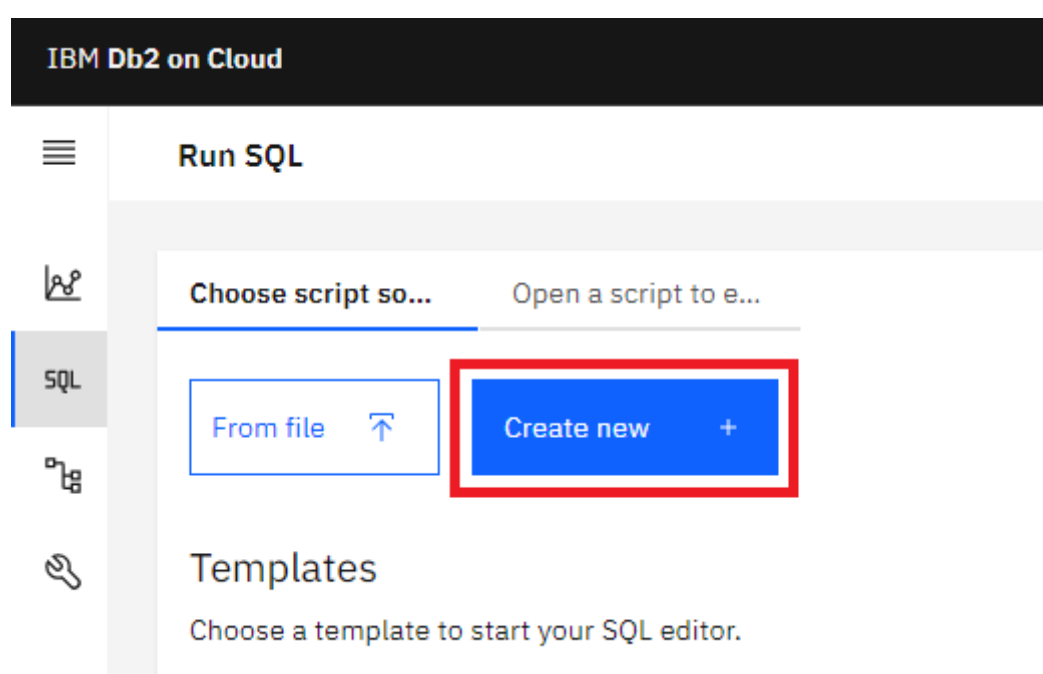 IBM Db2 on Cloud
Run SQL
Choose script so...
Open a script to e...
SQL
From file
Create new +
Templates
Choose a template to start your SQL editor.